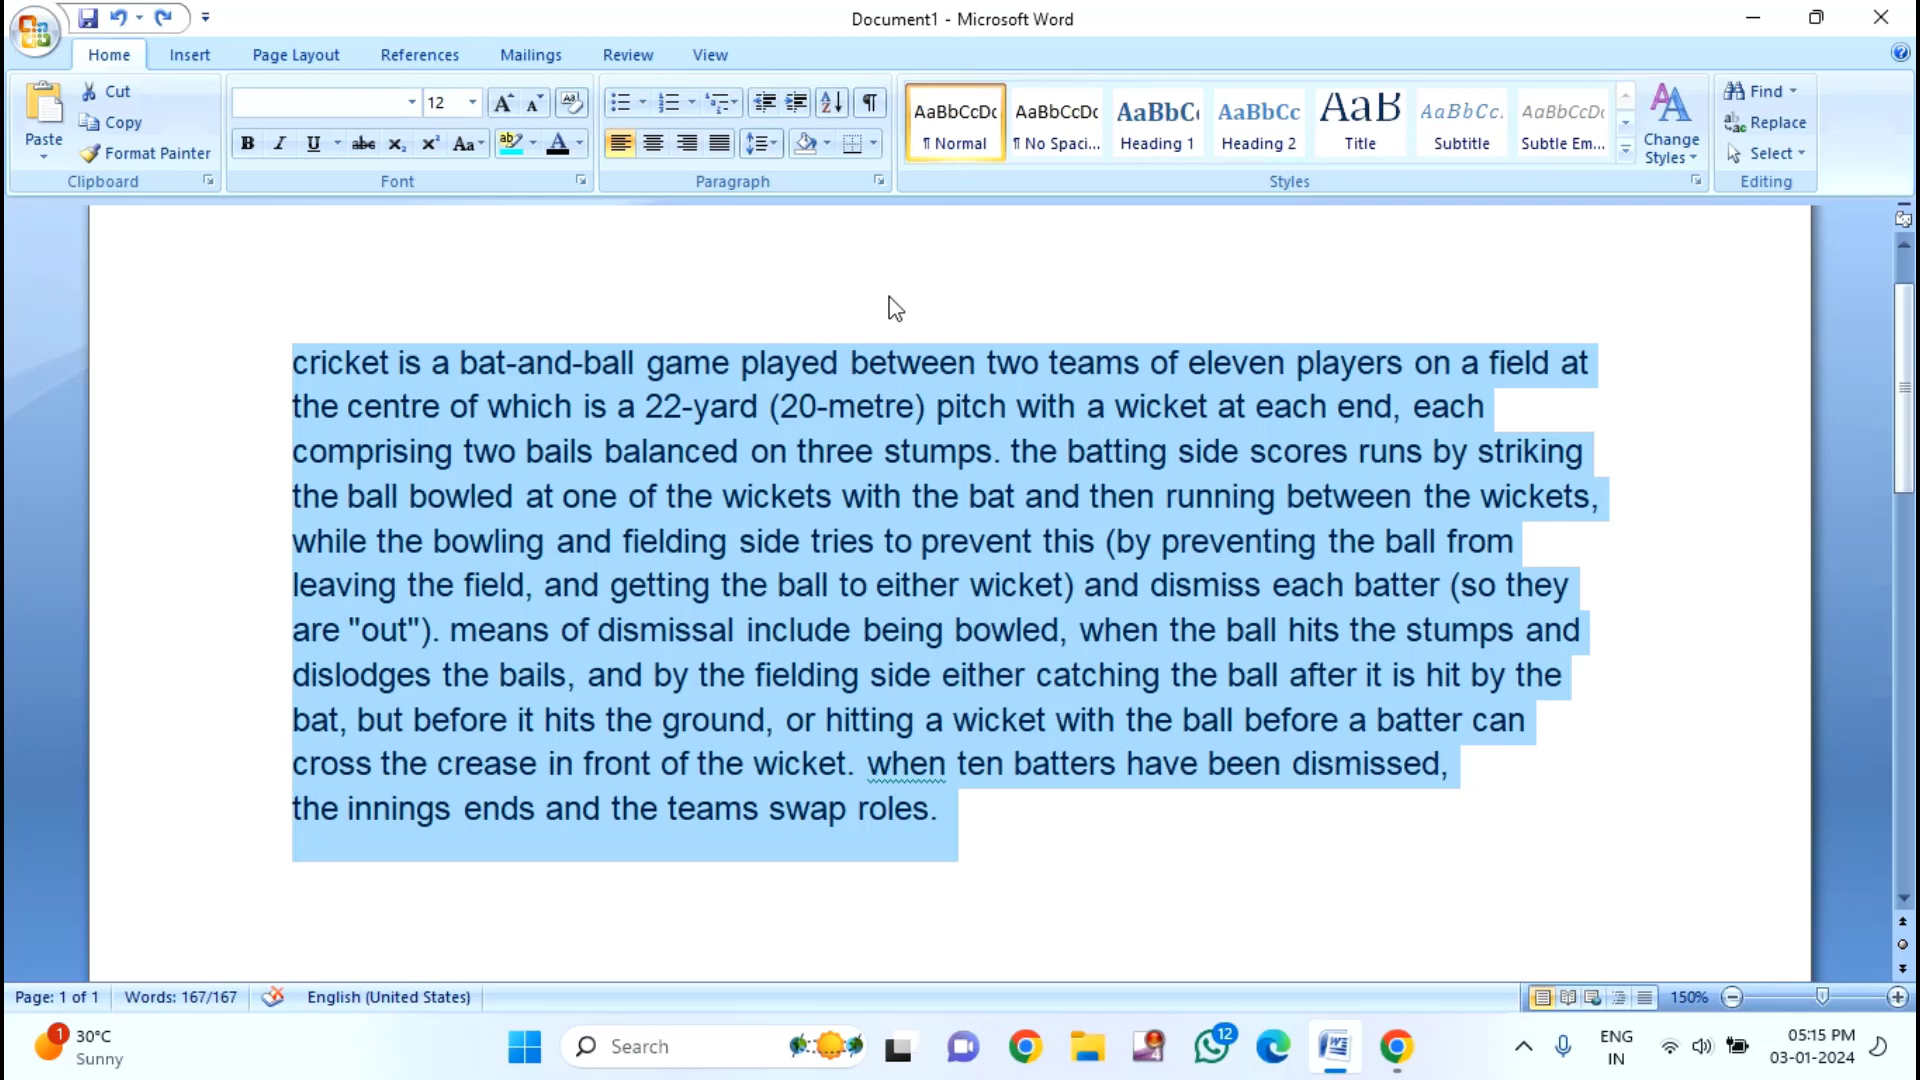 Document1 - Microsoft Word
Home Insert Page Layout References Mailings Review View
Paste
Cut
Copy
Format Painter
Clipboard
12
B I U abc X₂ X² Aa
Font
Paragraph
AaBbCcDc AaBbCcDc AaBbC AaBbCc AaB AaBbCc. AaBbCcDc
¶ Normal ¶ No Spaci... Heading 1 Heading 2 Title Subtitle Subtle Em...
Change Styles
Styles
Find
Replace
Select
Editing
cricket is a bat-and-ball game played between two teams of eleven players on a field at
the centre of which is a 22-yard (20-metre) pitch with a wicket at each end, each
comprising two bails balanced on three stumps. the batting side scores runs by striking
the ball bowled at one of the wickets with the bat and then running between the wickets,
while the bowling and fielding side tries to prevent this (by preventing the ball from
leaving the field, and getting the ball to either wicket) and dismiss each batter (so they
are "out"). means of dismissal include being bowled, when the ball hits the stumps and
dislodges the bails, and by the fielding side either catching the ball after it is hit by the
bat, but before it hits the ground, or hitting a wicket with the ball before a batter can
cross the crease in front of the wicket. when ten batters have been dismissed,
the innings ends and the teams swap roles.
Page: 1 of 1 Words: 167/167 English (United States) 150%
1
30°C
Sunny
Search
4
12
ENG
IN
05:15 PM
03-01-2024